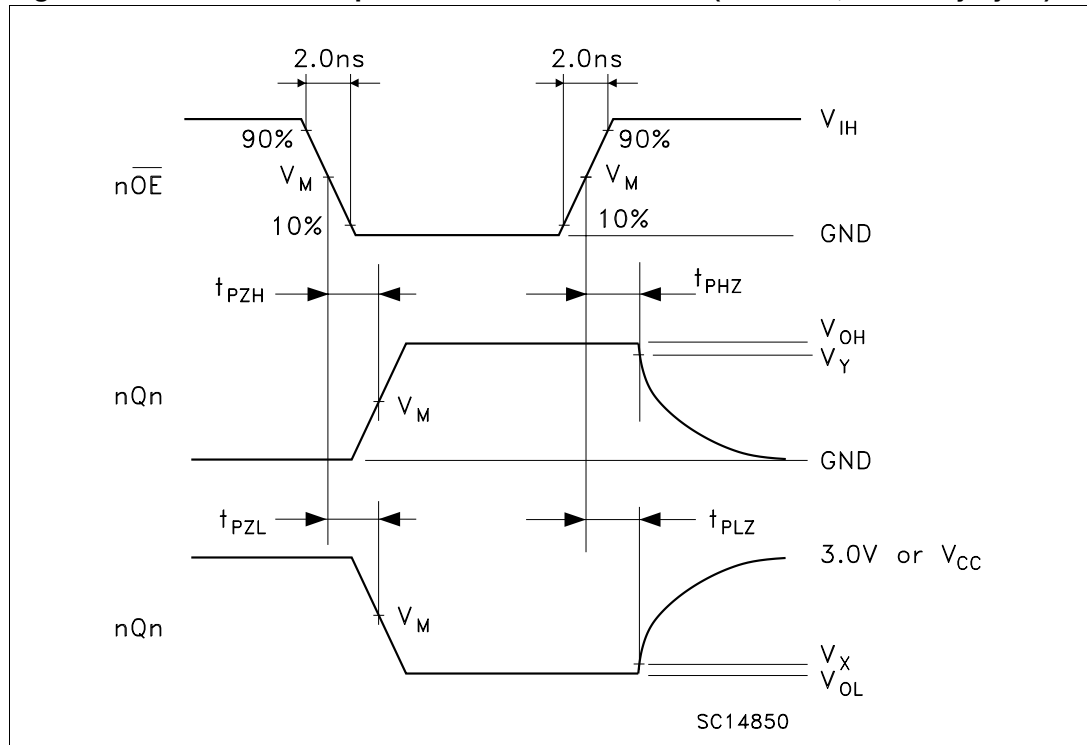 2.0ns 2.0ns
90% 90% V_IH
nOE V_M V_M
10% 10%
GND
t_PZH t_PHZ
V_OH
V_Y
nQn V_M
GND
t_PZL t_PLZ
3.0V or V_CC
nQn V_M
V_X
V_OL
SC14850